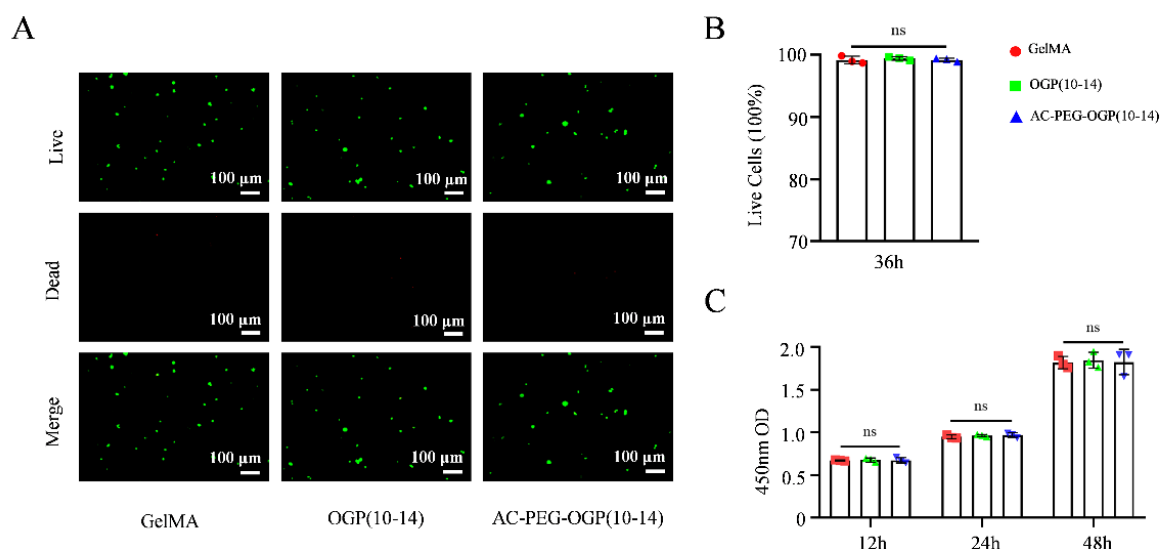 A
Live
100 μm
100 μm
100 μm
Dead
100 μm
100 μm
100 μm
Merge
100 μm
100 μm
100 μm
GelMA
OGP(10-14)
AC-PEG-OGP(10-14)
B
ns
100
90
80
70
Live Cells (100%)
36h
GelMA
OGP(10-14)
AC-PEG-OGP(10-14)
C
ns
ns
ns
2.0
1.5
1.0
0.5
0.0
450nm OD
12h
24h
48h